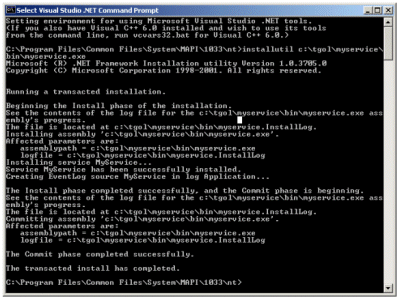 Select Visual Studio .NET Command Prompt
Setting environment for using Microsoft Visual Studio .NET tools.
(If you also have Visual C++ 6.0 installed and wish to use its tools
from the command line, run vcvars32.bat for Visual C++ 6.0.)
C:\Program Files\Common Files\System\MAPI\1033\nt>installutil c:\tgol\myservice\
bin\myservice.exe
Microsoft (R) .NET Framework Installation utility Version 1.0.3705.0
Copyright (C) Microsoft Corporation 1998-2001. All rights reserved.
Running a transacted installation.
Beginning the Install phase of the installation.
See the contents of the log file for the c:\tgol\myservice\bin\myservice.exe ass
embly's progress.
The file is located at c:\tgol\myservice\bin\myservice.InstallLog.
Installing assembly 'c:\tgol\myservice\bin\myservice.exe'.
Affected parameters are:
assemblypath = c:\tgol\myservice\bin\myservice.exe
logfile = c:\tgol\myservice\bin\myservice.InstallLog
Installing service MyService...
Service MyService has been successfully installed.
Creating EventLog source MyService in log Application...
The Install phase completed successfully, and the Commit phase is beginning.
See the contents of the log file for the c:\tgol\myservice\bin\myservice.exe ass
embly's progress.
The file is located at c:\tgol\myservice\bin\myservice.InstallLog.
Committing assembly 'c:\tgol\myservice\bin\myservice.exe'.
Affected parameters are:
assemblypath = c:\tgol\myservice\bin\myservice.exe
logfile = c:\tgol\myservice\bin\myservice.InstallLog
The Commit phase completed successfully.
The transacted install has completed.
C:\Program Files\Common Files\System\MAPI\1033\nt>